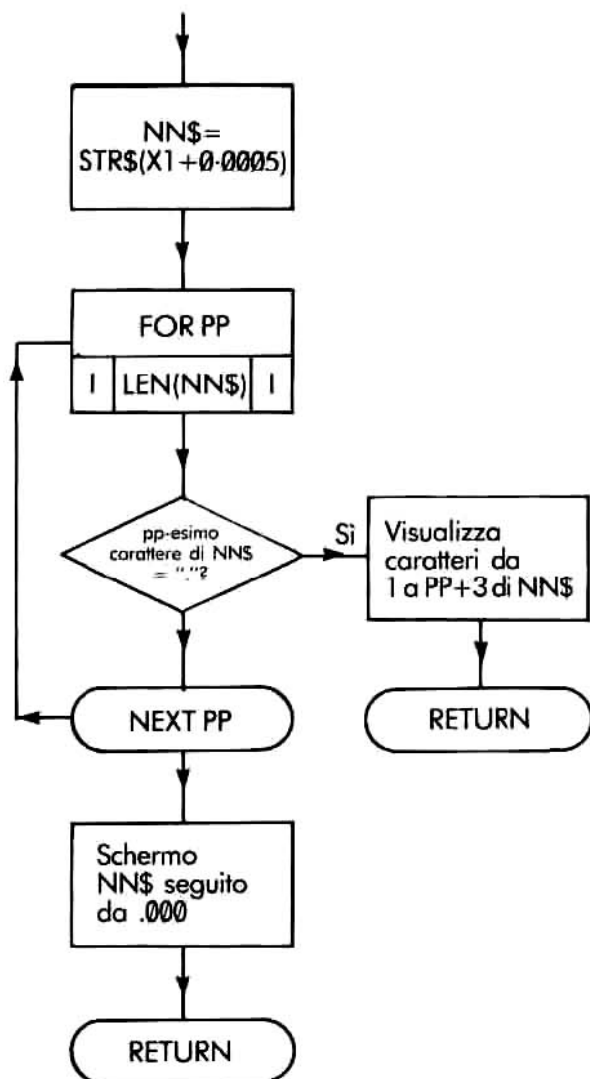 NN$=
STR$(X1+0.0005)
FOR PP
1 LEN(NN$) 1
pp-esimo
carattere di NN$
= "."?
Sì
Visualizza
caratteri da
1 a PP+3 di NN$
NEXT PP
RETURN
Schermo
NN$ seguito
da .000
RETURN